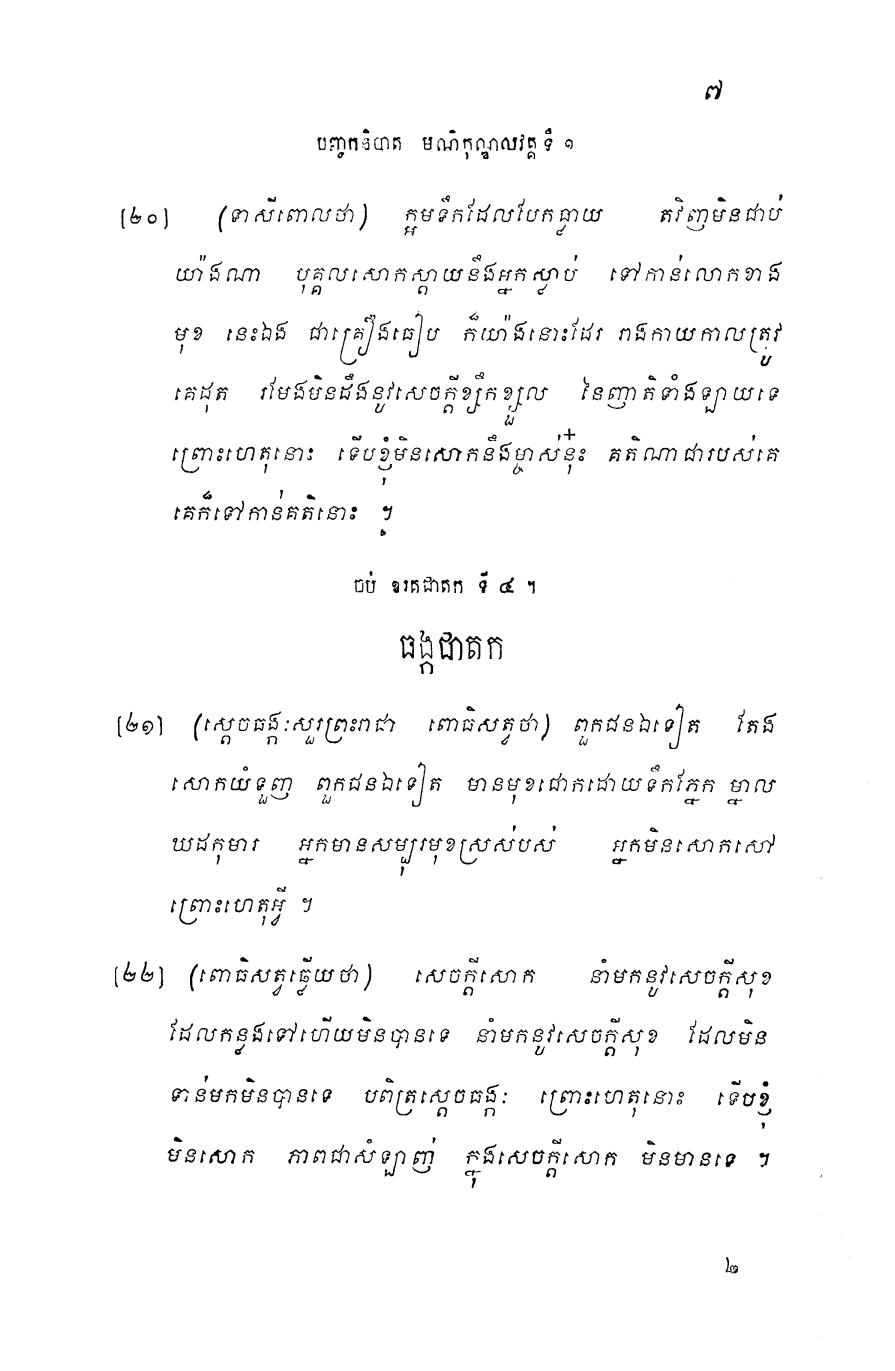 ៧
បញ្ចកនិបាត មណិកុណ្ឌលវគ្គ ទី ១
[២០] (ទាសីពោលថា) ក្អមទឹកដែលបែកធ្លាយ តវិញមិនជាប់
យ៉ាងណា បុគ្គលសោកស្តាយនឹងអ្នកស្លាប់ ទៅកាន់លោកខាង
មុខ នេះឯង ជាគ្រឿងធៀប ក៏យ៉ាងនោះដែរ រាងកាយកាលត្រូវ
គេដុត រមែងមិនដឹងនូវសេចក្តីខ្សឹកខ្សួល នៃញាតិទាំងឡាយទេ
ព្រោះហេតុនោះ ទើបខ្ញុំមិនសោកនឹងម្ចាស់នុ៎ះ គតិណាជារបស់គេ
គេក៏ទៅកាន់គតិនោះ ។
ចប់ ឧរគជាតក ទី ៤ ។
ធង្កជាតក
[២១] (ស្តេចធង្កៈសួរព្រះរាជា ពោធិសត្វថា) ពួកជនឯទៀត តែង
សោកយំទួញ ពួកជនឯទៀត មានមុខជោកដោយទឹកភ្នែក ម្នាល
ឃដកុមារ អ្នកមានសម្បុរមុខស្រស់បស់ អ្នកមិនសោកសៅ
ព្រោះហេតុអ្វី ។
[២២] (ពោធិសត្វឆ្លើយថា) សេចក្តីសោក នាំមកនូវសេចក្តីសុខ
ដែលកន្លងទៅហើយមិនបានទេ នាំមកនូវសេចក្តីសុខ ដែលមិន
ទាន់មកមិនបានទេ បពិត្រស្តេចធង្កៈ ព្រោះហេតុនោះ ទើបខ្ញុំ
មិនសោក ភាពជាសំឡាញ់ ក្នុងសេចក្តីសោក មិនមានទេ ។
២